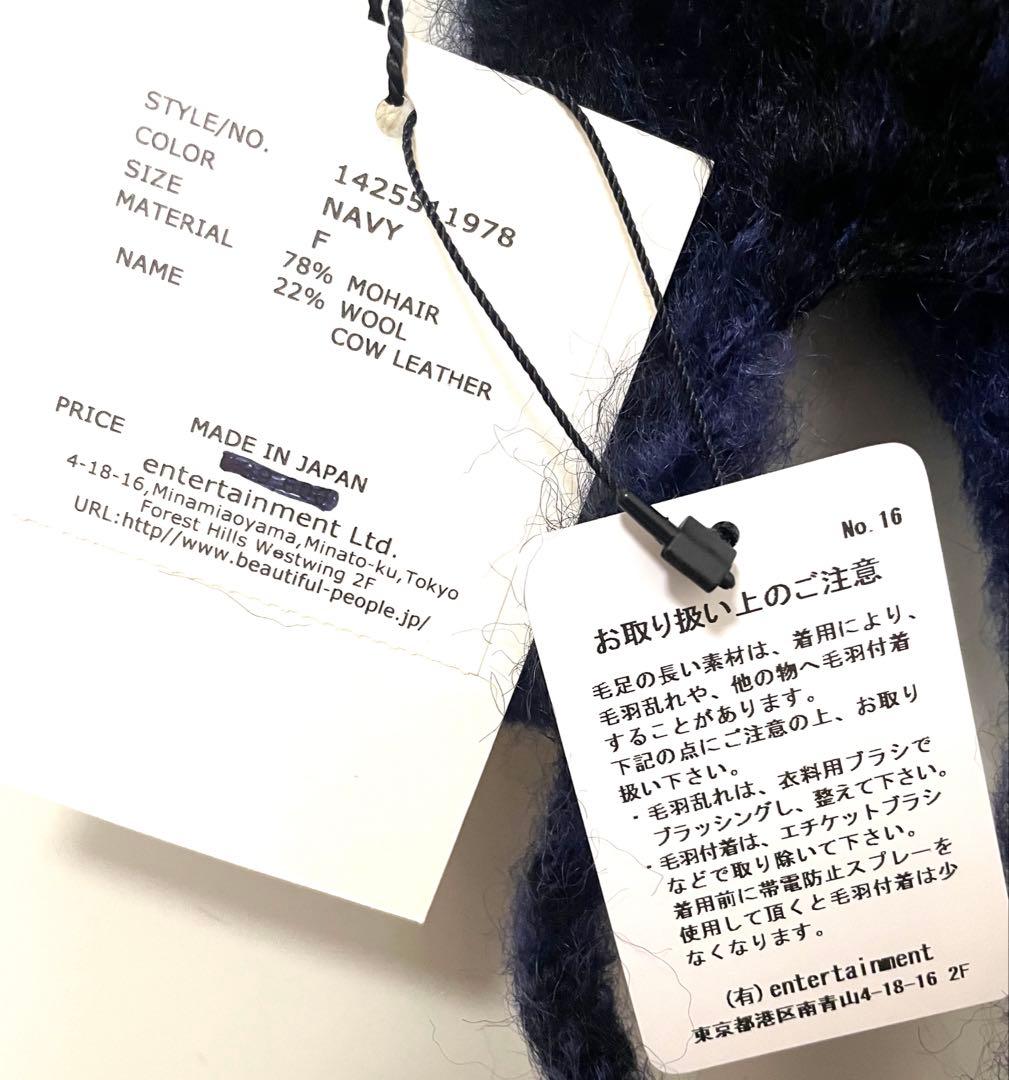 STYLE/NO.
COLOR
SIZE
MATERIAL
NAME
NAVY
F
78% MOHAIR
22% WOOL
COW LEATHER
PRICE
MADE IN JAPAN
entertainment Ltd.
4-18-16,Minamiaoyama,Minato-ku,Tokyo
Forest Hills Westwing 2F
URL:http//www.beautiful-people.jp/
No.16
お取り扱い上のご注意
毛足の長い素材は、着用により、
毛羽乱れや、他の物へ毛羽付着
することがあります。
下記の点にご注意の上、お取り
扱い下さい。
・毛羽乱れは、衣料用ブラシで
ブラッシングし、整えて下さい。
・毛羽付着は、エチケットブラシ
などで取り除いて下さい。
着用前に帯電防止スプレーを
使用して頂くと毛羽付着は少
なくなります。
(有)entertainment
東京都港区南青山4-18-16 2F